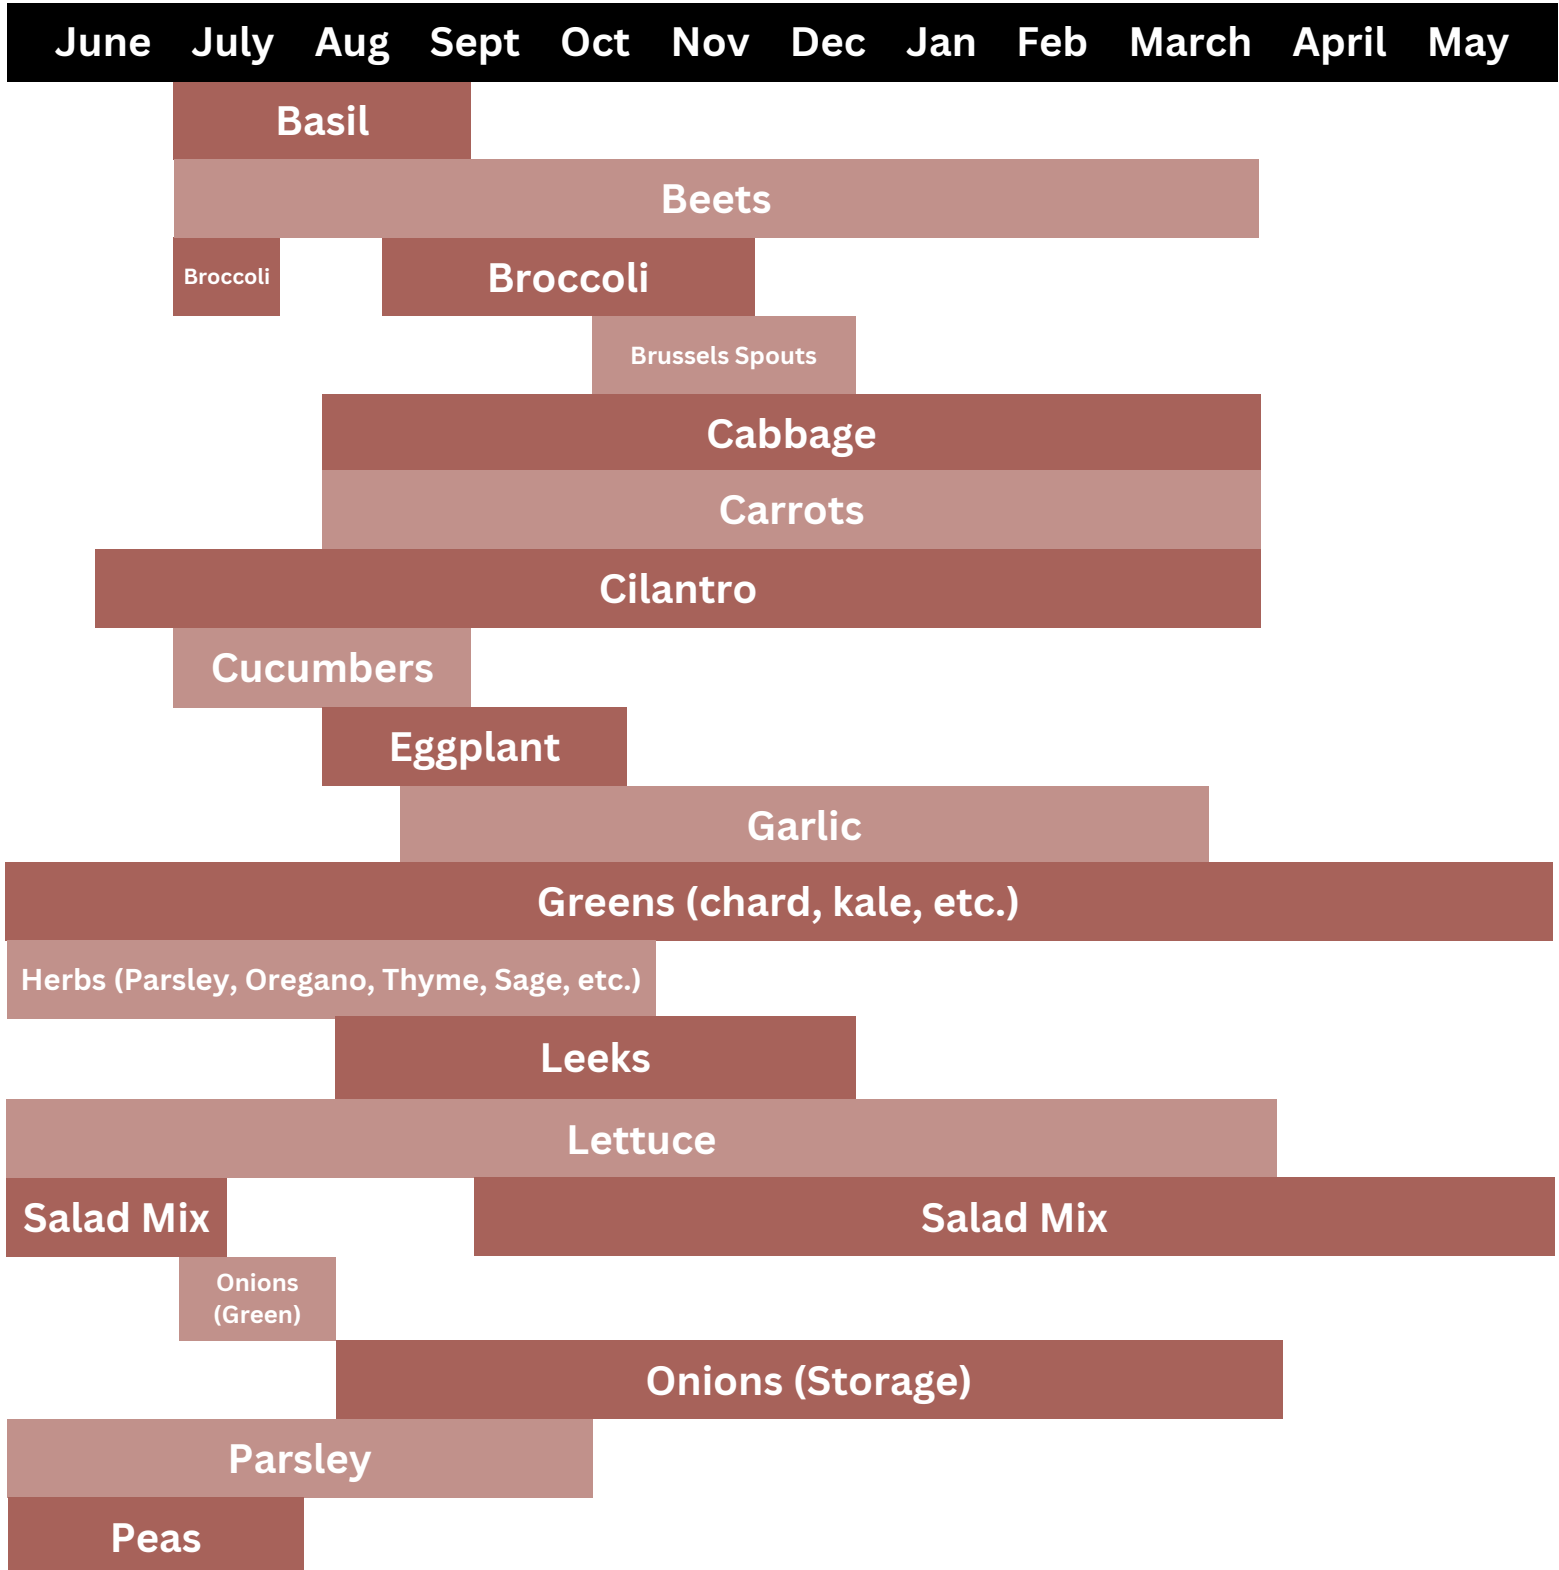 June July Aug Sept Oct Nov Dec Jan Feb March April May
Basil
Beets
Broccoli Broccoli
Brussels Spouts
Cabbage
Carrots
Cilantro
Cucumbers
Eggplant
Garlic
Greens (chard, kale, etc.)
Herbs (Parsley, Oregano, Thyme, Sage, etc.)
Leeks
Lettuce
Salad Mix Salad Mix
Onions
(Green)
Onions (Storage)
Parsley
Peas